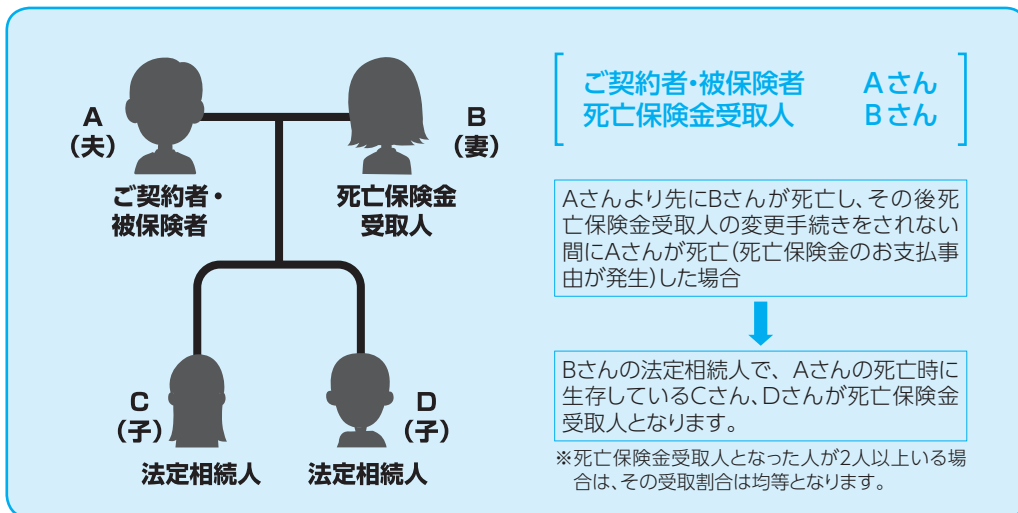 A
(夫)
ご契約者・
被保険者
B
(妻)
死亡保険金
受取人
C
(子)
法定相続人
D
(子)
法定相続人
ご契約者・被保険者 Aさん
死亡保険金受取人 Bさん
Aさんより先にBさんが死亡し、その後死
亡保険金受取人の変更手続きをされない
間にAさんが死亡(死亡保険金のお支払事
由が発生)した場合
Bさんの法定相続人で、Aさんの死亡時に
生存しているCさん、Dさんが死亡保険金
受取人となります。
※死亡保険金受取人となった人が2人以上いる場
合は、その受取割合は均等となります。